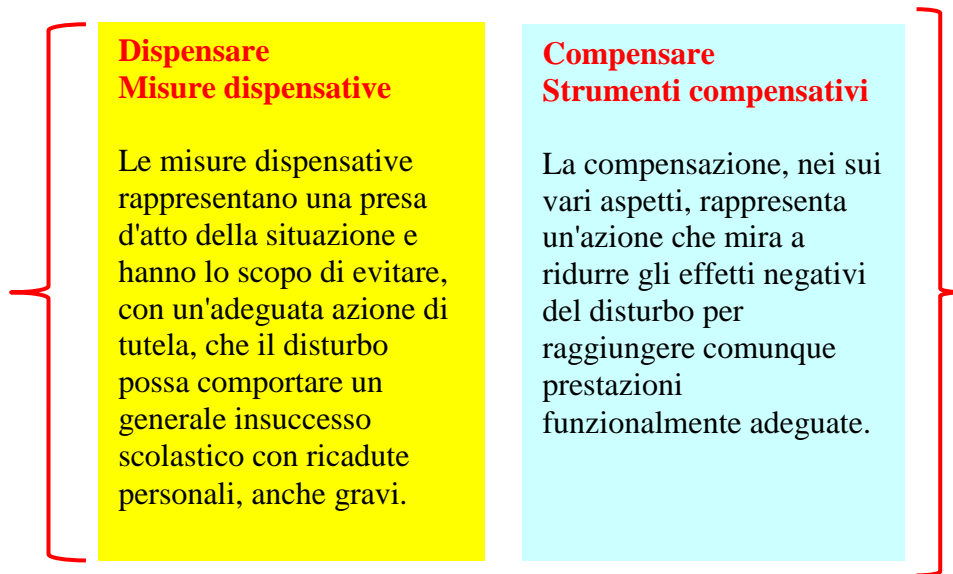 Dispensare
Misure dispensative
Le misure dispensative
rappresentano una presa
d'atto della situazione e
hanno lo scopo di evitare,
con un'adeguata azione di
tutela, che il disturbo
possa comportare un
generale insuccesso
scolastico con ricadute
personali, anche gravi.
Compensare
Strumenti compensativi
La compensazione, nei sui
vari aspetti, rappresenta
un'azione che mira a
ridurre gli effetti negativi
del disturbo per
raggiungere comunque
prestazioni
funzionalmente adeguate.